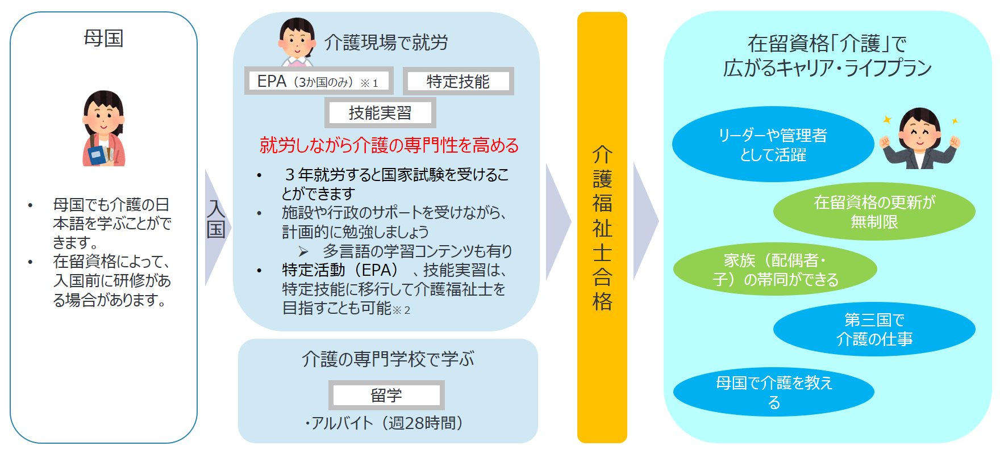 母国
・ 母国でも介護の日
本語を学ぶことがで
きます。
・ 在留資格によって、
入国前に研修があ
る場合があります。
入国
介護現場で就労
EPA（3か国のみ）※１
特定技能
技能実習
就労しながら介護の専門性を高める
・ ３年就労すると国家試験を受けるこ
とができます
・ 施設や行政のサポートを受けながら、
計画的に勉強しましょう
➢ 多言語の学習コンテンツも有り
・ 特定活動（EPA）、技能実習は、
特定技能に移行して介護福祉士を
目指すことも可能※２
介護の専門学校で学ぶ
留学
・アルバイト（週28時間）
介護福祉士合格
在留資格「介護」で
広がるキャリア・ライフプラン
リーダーや管理者
として活躍
在留資格の更新が
無制限
家族（配偶者・
子）の帯同ができる
第三国で
介護の仕事
母国で介護を教え
る